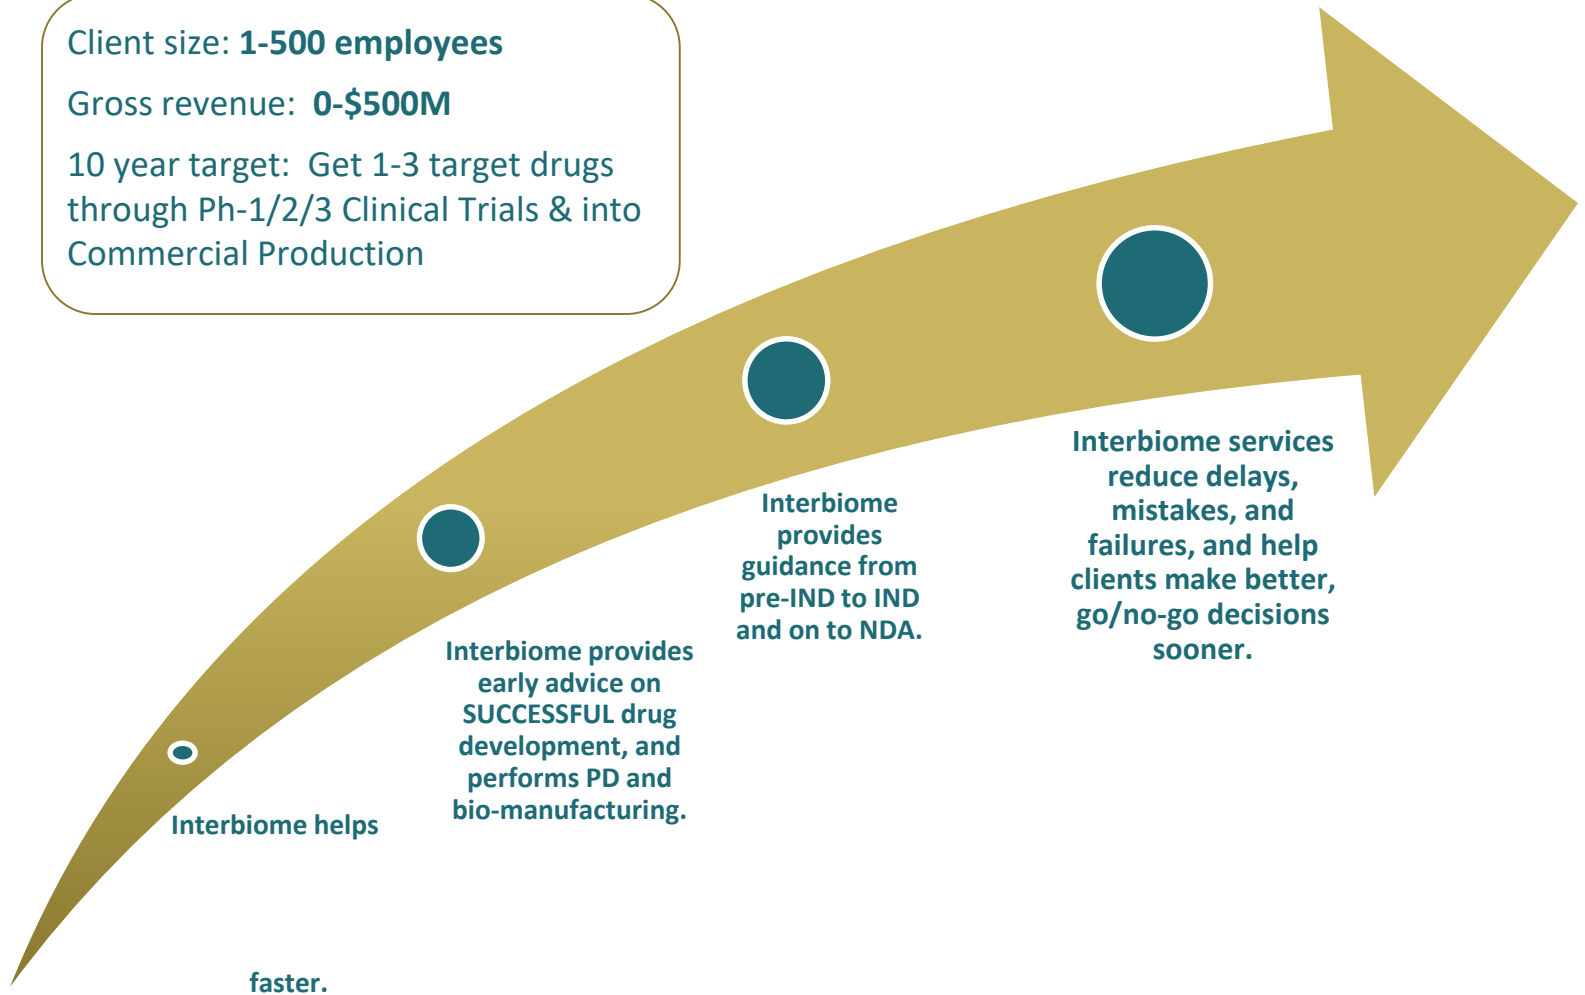 Client size: 1-500 employees
Gross revenue: 0-$500M
10 year target: Get 1-3 target drugs
through Ph-1/2/3 Clinical Trials & into
Commercial Production
Interbiome helps
faster.
Interbiome provides
early advice on
SUCCESSFUL drug
development, and
performs PD and
bio-manufacturing.
Interbiome
provides
guidance from
pre-IND to IND
and on to NDA.
Interbiome services
reduce delays,
mistakes, and
failures, and help
clients make better,
go/no-go decisions
sooner.